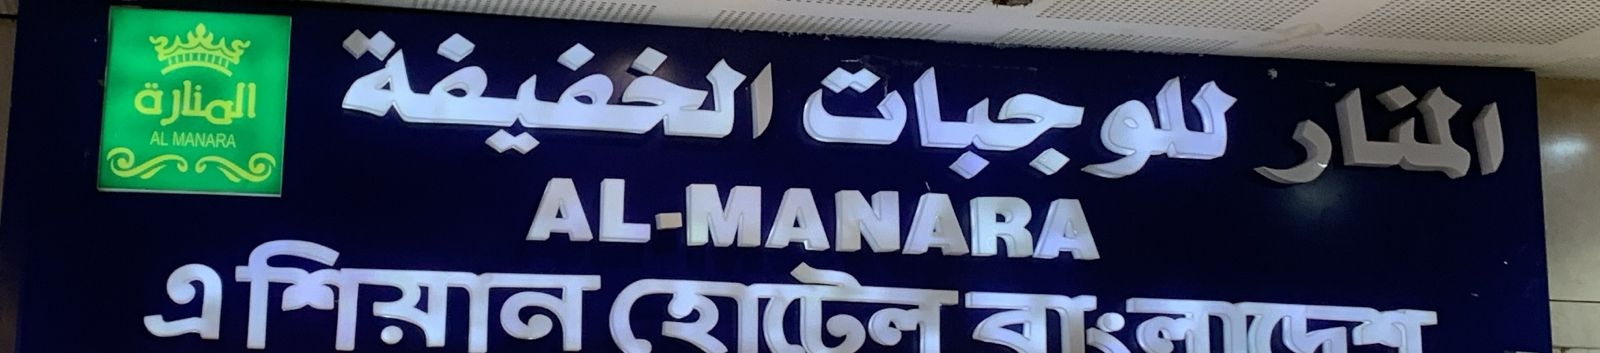 المنارة
AL MANARA
المنار للوجبات الخفيفة
AL-MANARA
এশিয়ান হোটেল বাংলাদেশ